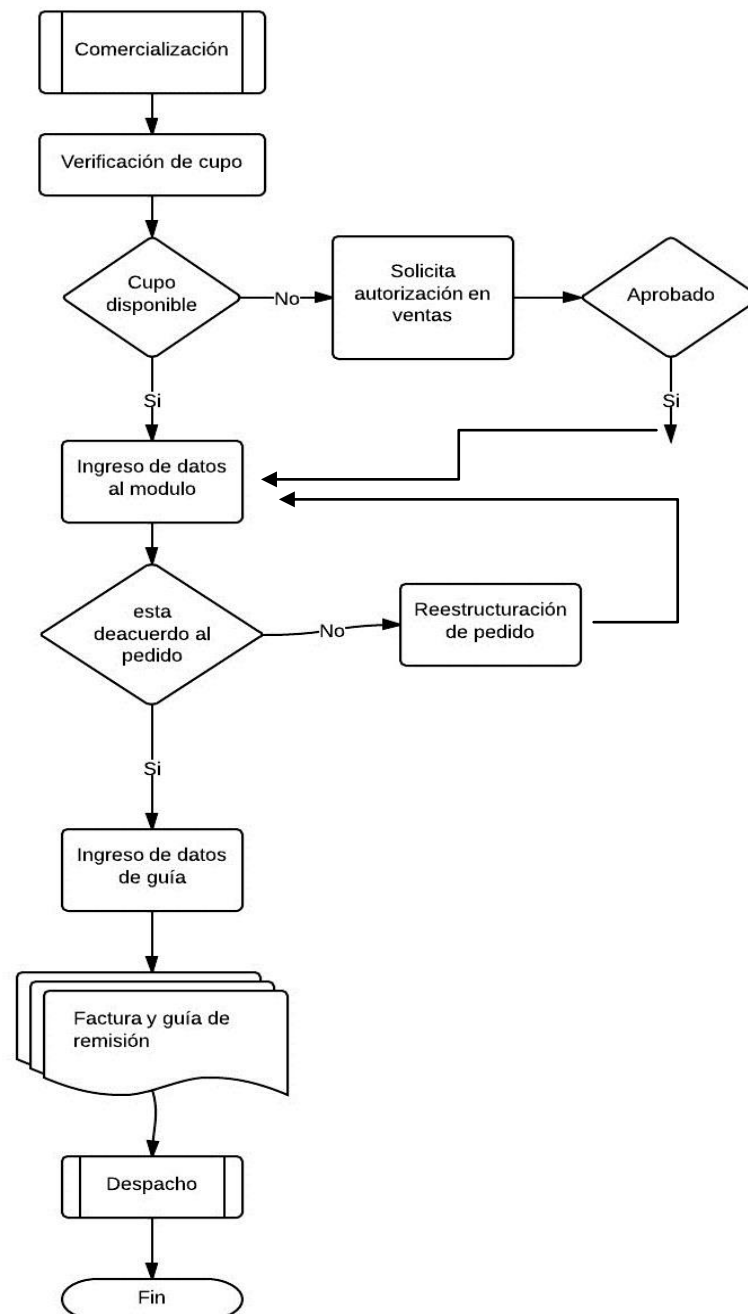 Comercialización
Verificación de cupo
Cupo
disponible
No
Solicita
autorización en
ventas
Aprobado
Si
Si
Ingreso de datos
al modulo
esta
deacuerdo al
pedido
No
Reestructuración
de pedido
Si
Ingreso de datos
de guía
Factura y guía de
remisión
Despacho
Fin